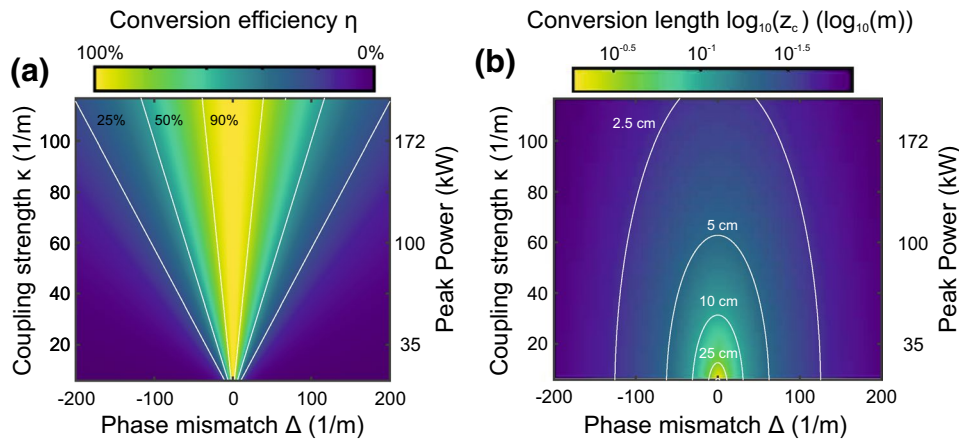 Conversion efficiency η
100% 0%
(a)
25% 50% 90%
100
80
60
40
20
Coupling strength κ (1/m)
172
100
35
Peak Power (kW)
-200 -100 0 100 200
Phase mismatch Δ (1/m)
Conversion length log₁₀(z_c) (log₁₀(m))
10^-0.5 10^-1 10^-1.5
(b)
2.5 cm
5 cm
10 cm
25 cm
100
80
60
40
20
Coupling strength κ (1/m)
172
100
35
Peak Power (kW)
-200 -100 0 100 200
Phase mismatch Δ (1/m)